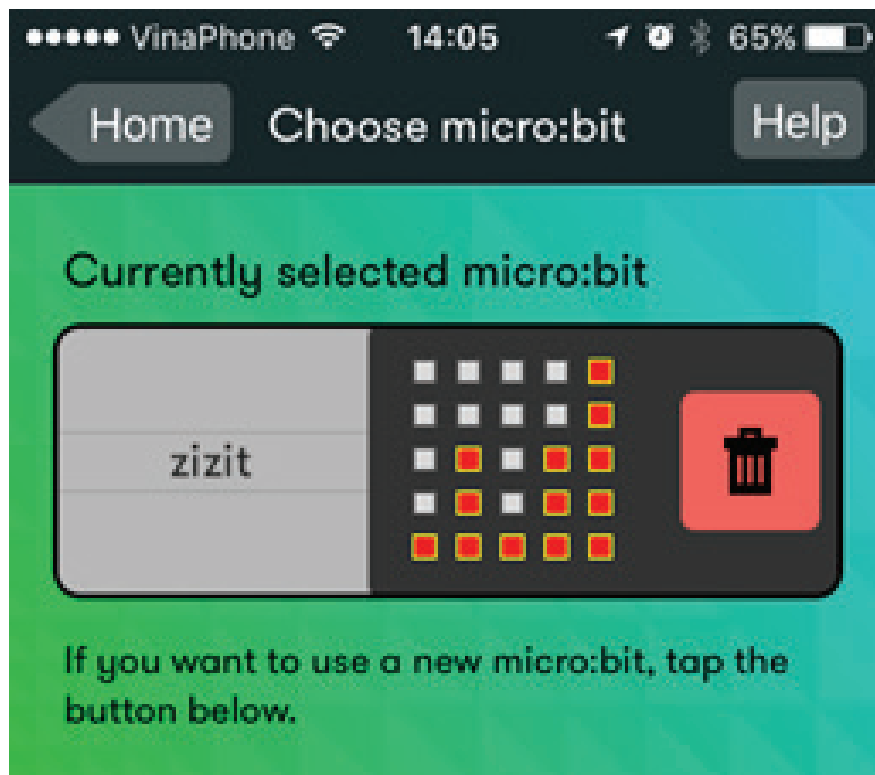 VinaPhone 14:05 65%
Home Choose micro:bit Help
Currently selected micro:bit
zizit
If you want to use a new micro:bit, tap the
button below.